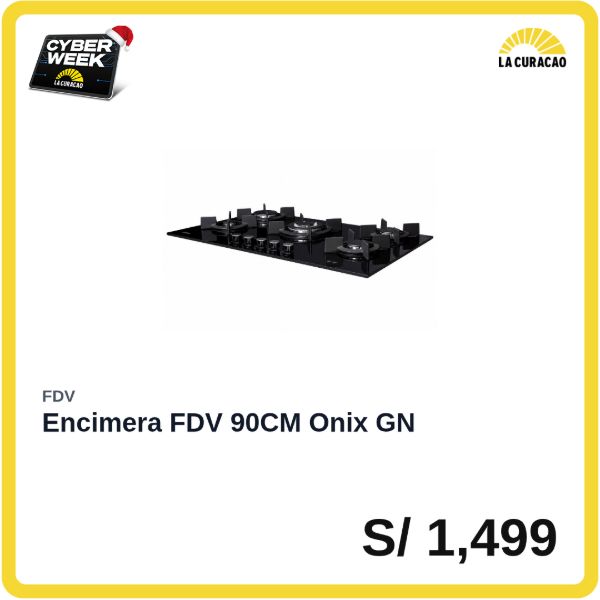 CYBER
WEEK
LA CURACAO
LA CURACAO
FDV
Encimera FDV 90CM Onix GN
S/ 1,499